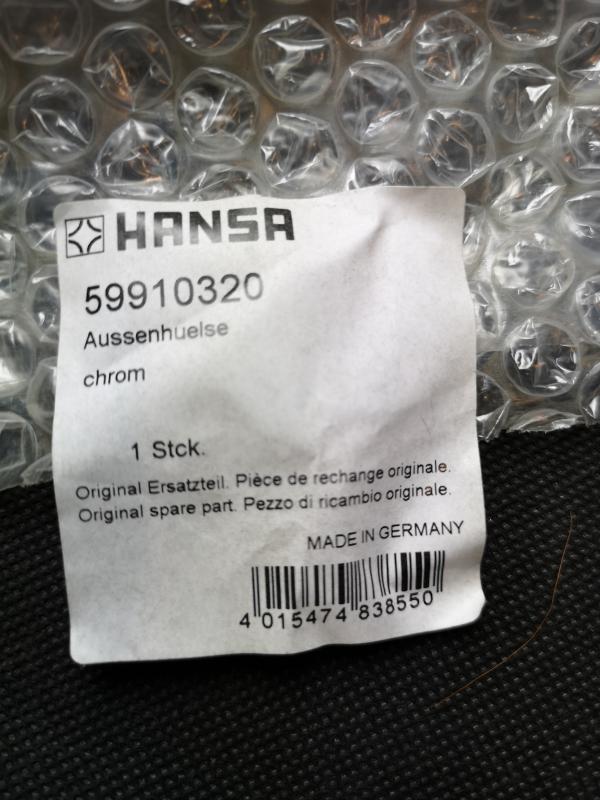 HANSA
59910320
Aussenhuelse
chrom
1 Stck.
Original Ersatzteil. Pièce de rechange originale.
Original spare part. Pezzo di ricambio originale.
MADE IN GERMANY
4 015474 838550